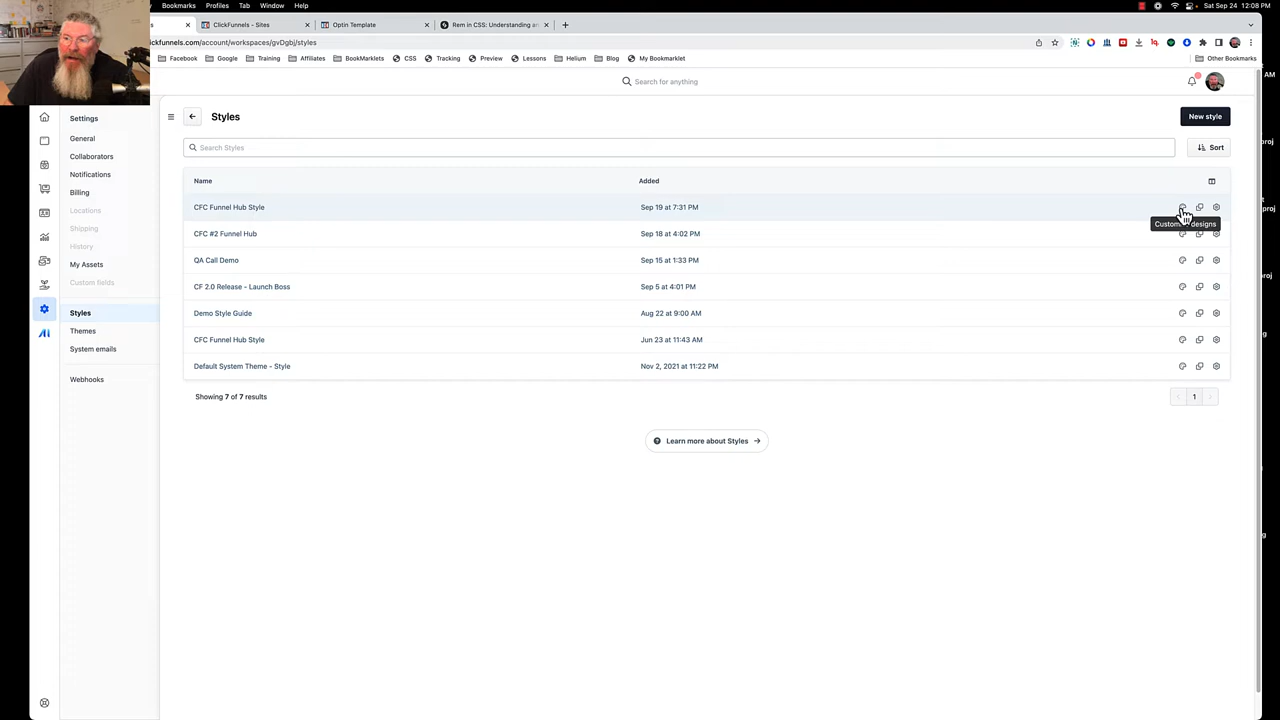 Bookmarks Profiles Tab Window Help
Sat Sep 24 12:08 PM
ClickFunnels - Sites
Optin Template
Rem in CSS: Understanding an
ckfunnels.com/account/workspaces/gvDgbj/styles
Facebook Google Training Affiliates BookMarklets CSS Tracking Preview Lessons Helium Blog My Bookmarklet Other Bookmarks
AM
Search for anything
Settings
Styles
New style
General
Collaborators
Search Styles
Sort
Notifications
Billing
Name Added
Locations
CFC Funnel Hub Style Sep 19 at 7:31 PM
Shipping
History
CFC #2 Funnel Hub Sep 18 at 4:02 PM
My Assets
QA Call Demo Sep 15 at 1:33 PM
Custom fields
CF 2.0 Release - Launch Boss Sep 5 at 4:01 PM
Styles
Demo Style Guide Aug 22 at 9:00 AM
Themes
CFC Funnel Hub Style Jun 23 at 11:43 AM
System emails
Default System Theme - Style Nov 2, 2021 at 11:22 PM
Webhooks
Showing 7 of 7 results
1
Learn more about Styles
proj
proj